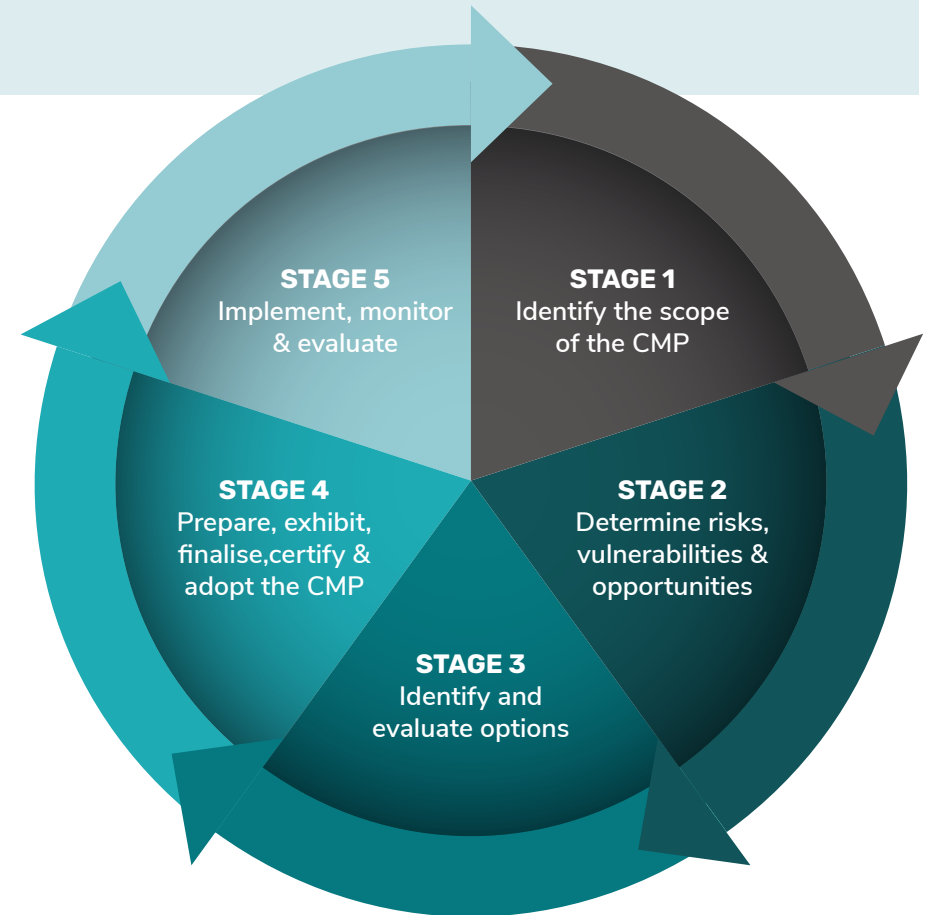 STAGE 1
Identify the scope
of the CMP
STAGE 2
Determine risks,
vulnerabilities &
opportunities
STAGE 3
Identify and
evaluate options
STAGE 4
Prepare, exhibit,
finalise,certify &
adopt the CMP
STAGE 5
Implement, monitor
& evaluate